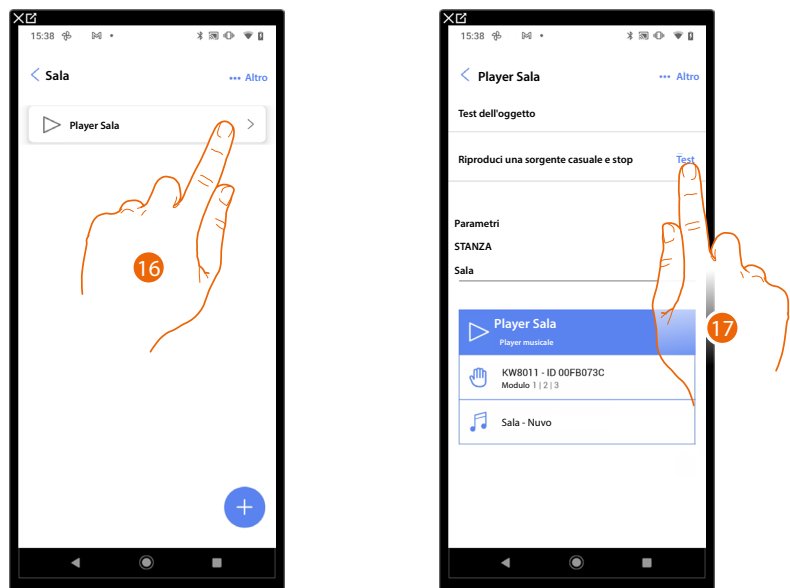 15:38
Sala
••• Altro
Player Sala
16
15:38
Player Sala
••• Altro
Test dell'oggetto
Riproduci una sorgente casuale e stop
Test
Parametri
STANZA
Sala
Player Sala
Player musicale
KW8011 - ID 00FB073C
Modulo 1 | 2 | 3
Sala - Nuvo
17